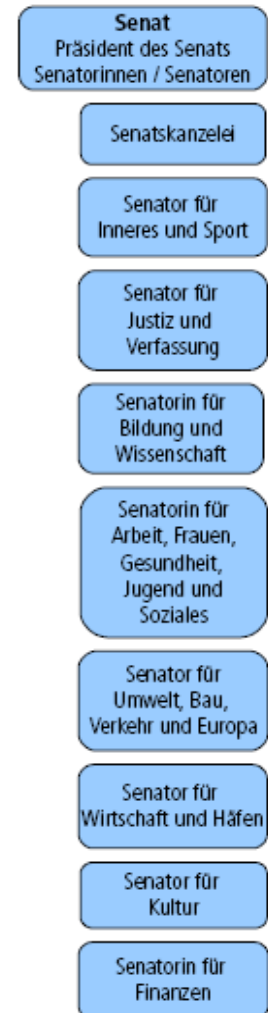 Senat
Präsident des Senats
Senatorinnen / Senatoren
Senatskanzelei
Senator für
Inneres und Sport
Senator für
Justiz und
Verfassung
Senatorin für
Bildung und
Wissenschaft
Senatorin für
Arbeit, Frauen,
Gesundheit,
Jugend und
Soziales
Senator für
Umwelt, Bau,
Verkehr und Europa
Senator für
Wirtschaft und Häfen
Senator für
Kultur
Senatorin für
Finanzen